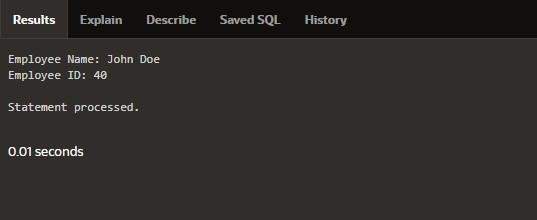 Results Explain Describe Saved SQL History
Employee Name: John Doe
Employee ID: 40
Statement processed.
0.01 seconds